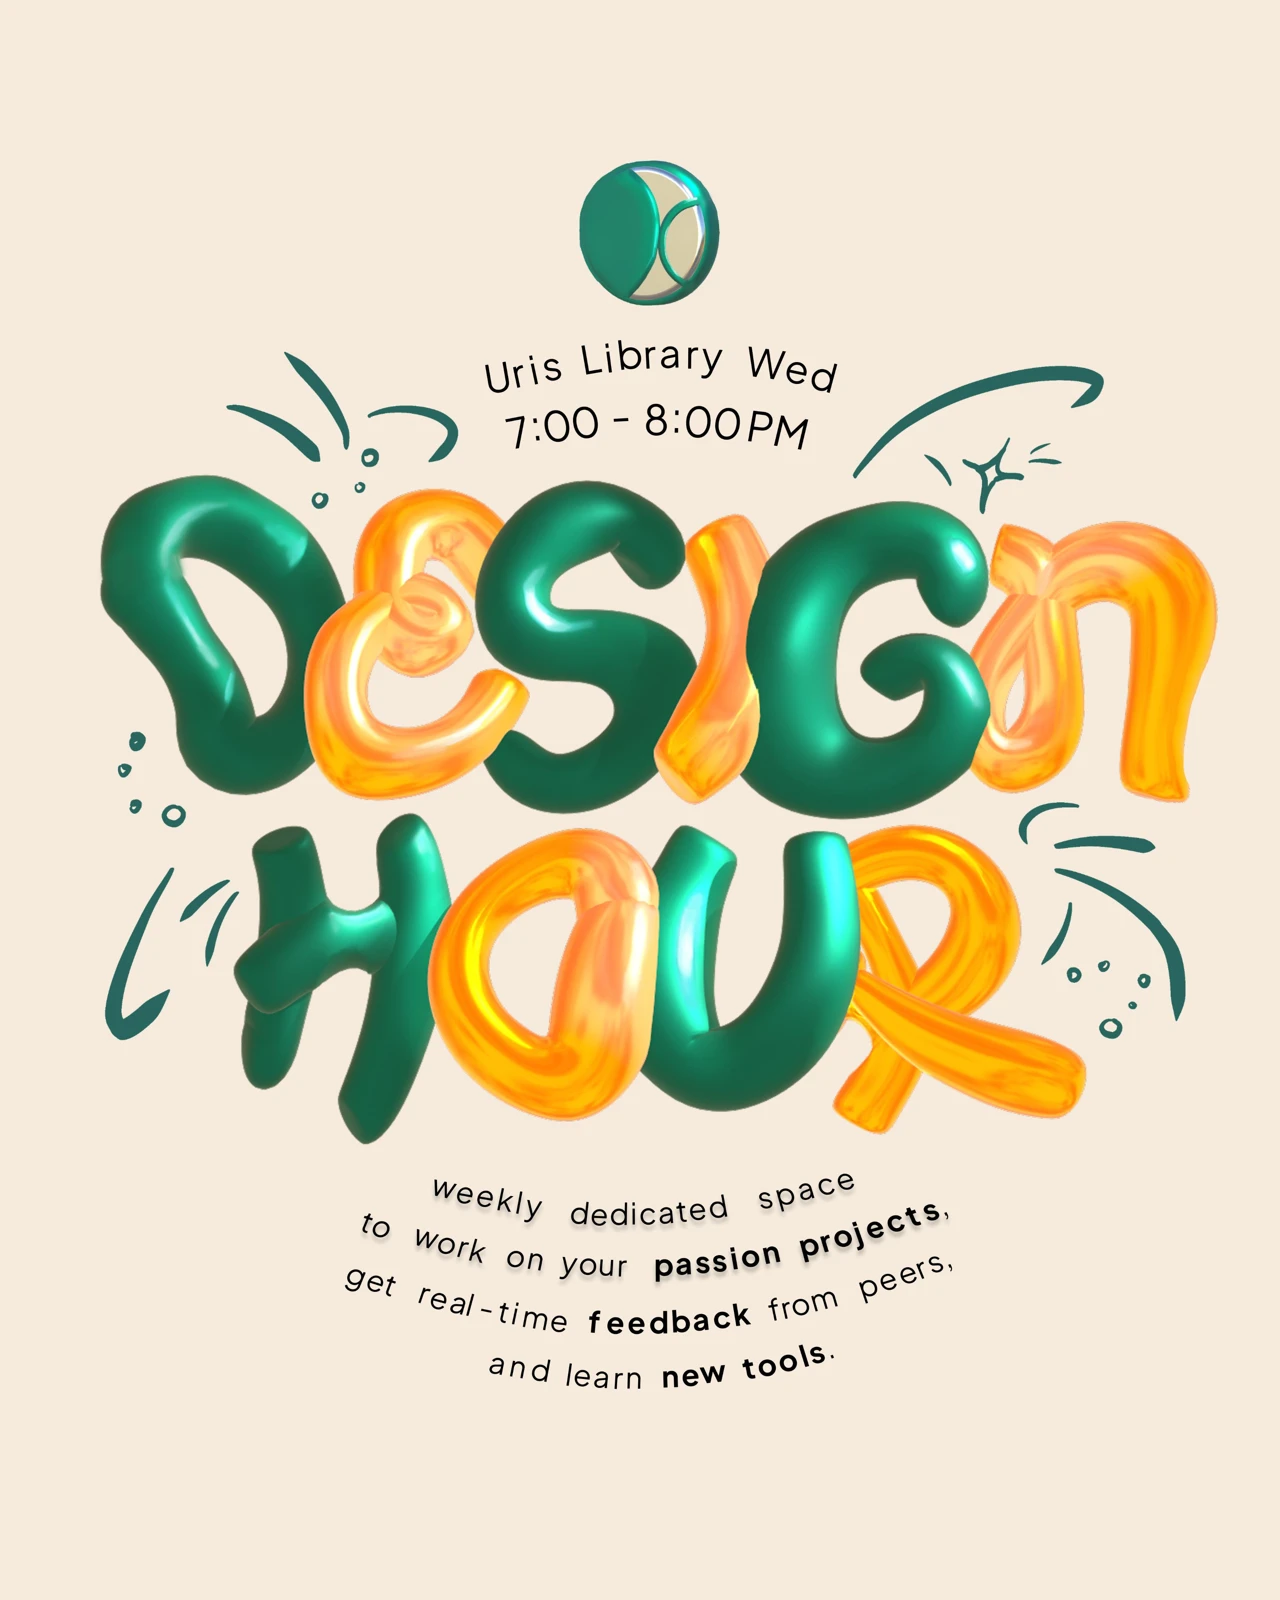 Uris Library Wed
7:00 - 8:00PM
DeSIGn
HOUR
weekly dedicated space
to work on your passion projects,
get real-time feedback from peers,
and learn new tools.